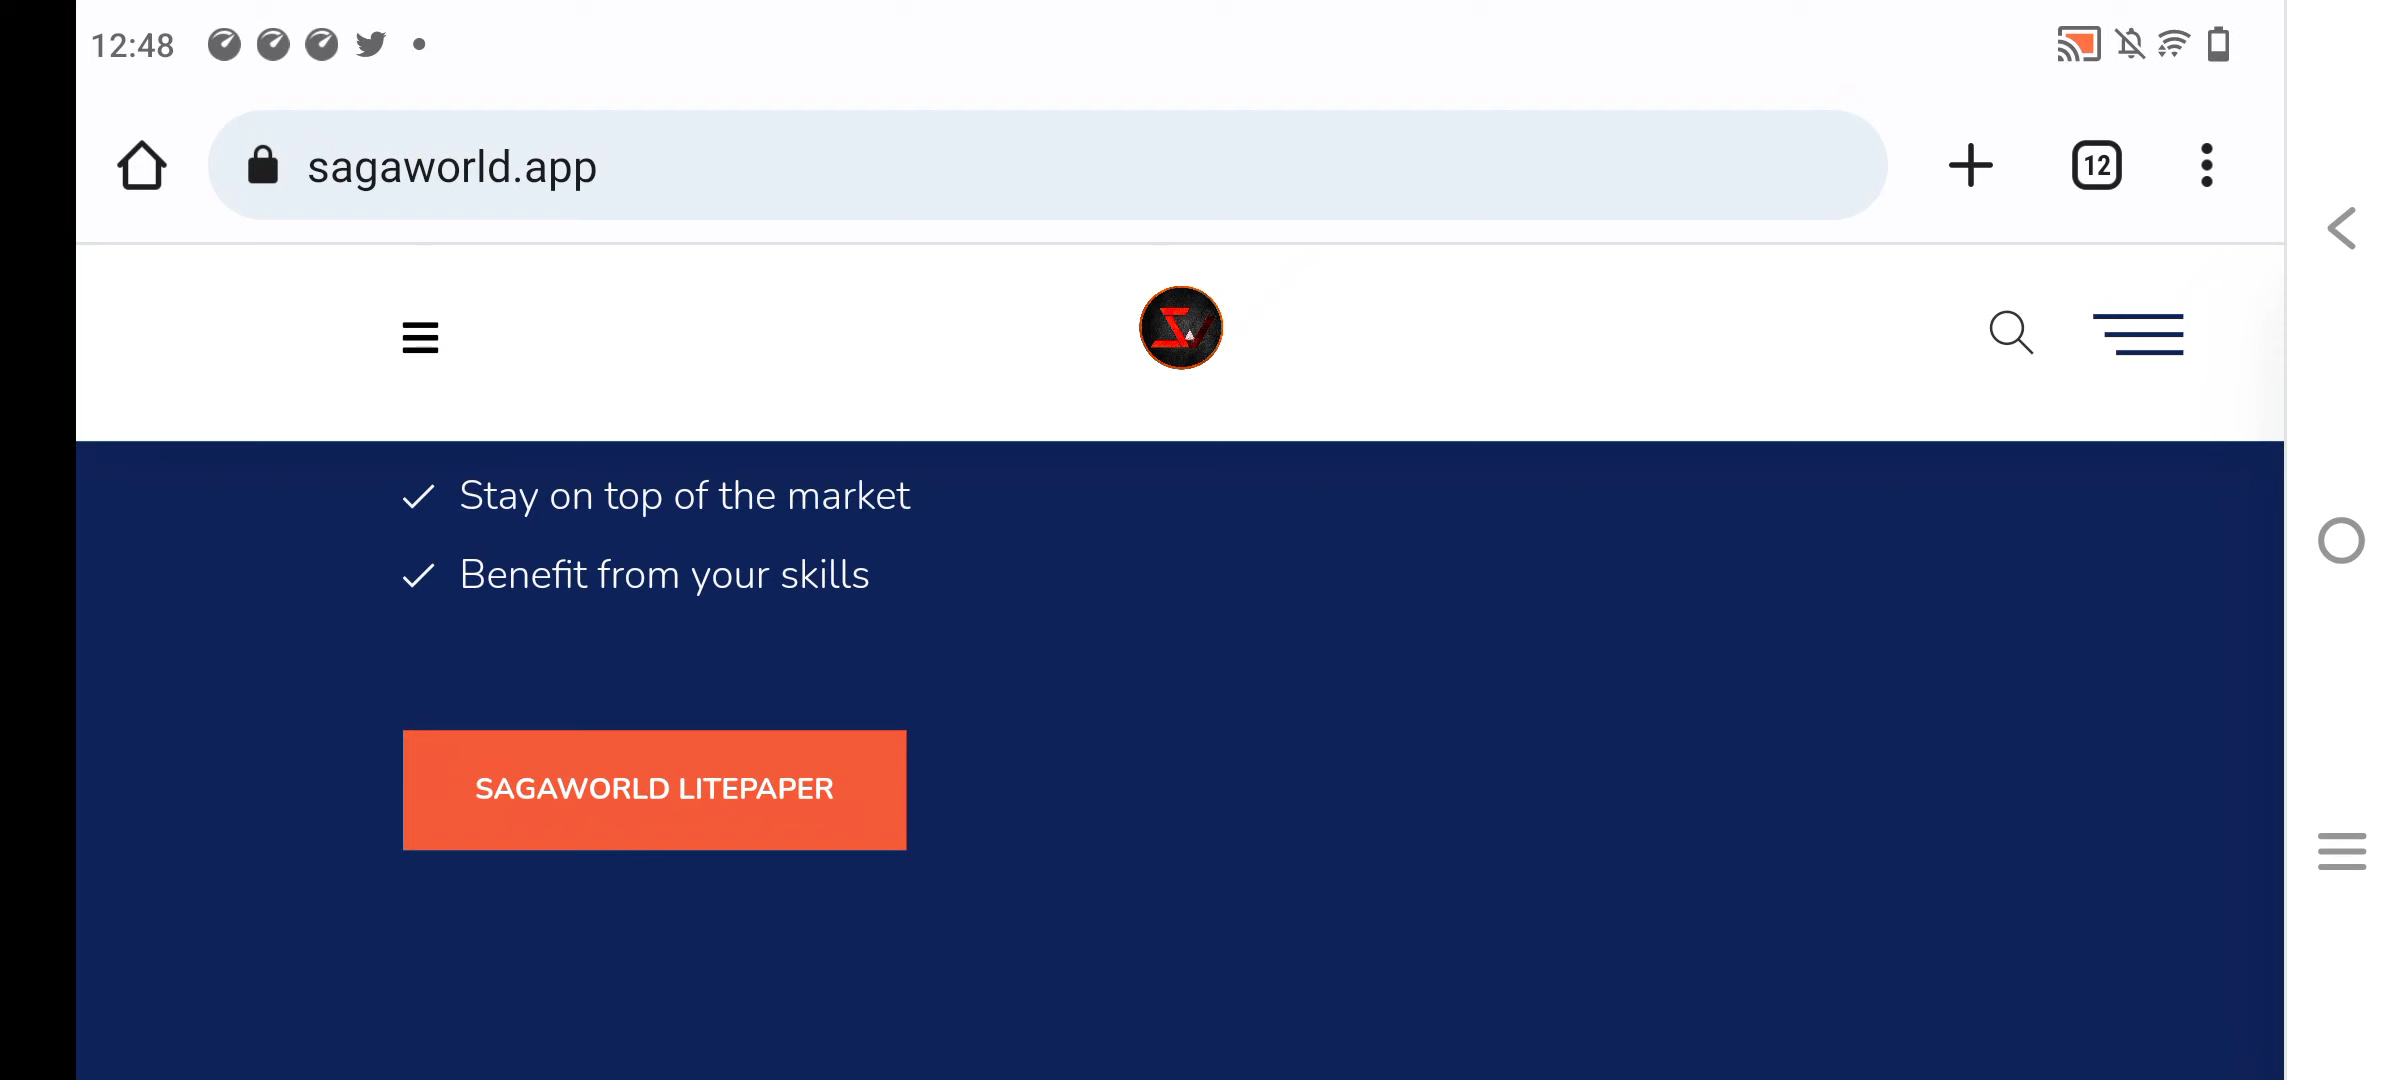 12:48
sagaworld.app
12
Stay on top of the market
Benefit from your skills
SAGAWORLD LITEPAPER